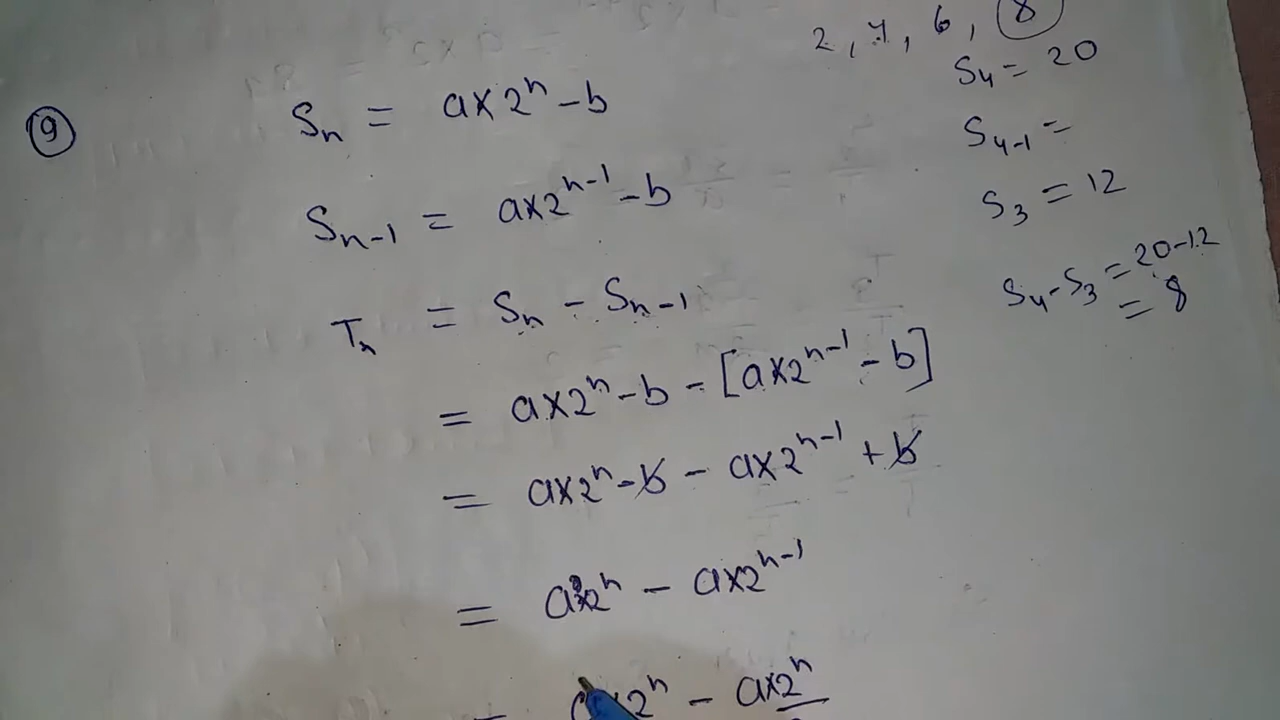 2, 4, 6, 8
S₄ = 20
S₄₋₁ =
S₃ = 12
S₄ - S₃ = 20-12
= 8
9
Sₙ = a×2ⁿ - b
Sₙ₋₁ = a×2ⁿ⁻¹ - b
Tₙ = Sₙ - Sₙ₋₁
= a×2ⁿ - b - [a×2ⁿ⁻¹ - b]
= a×2ⁿ - b - a×2ⁿ⁻¹ + b
= a×2ⁿ - a×2ⁿ⁻¹
= ×2ⁿ - a×2ⁿ